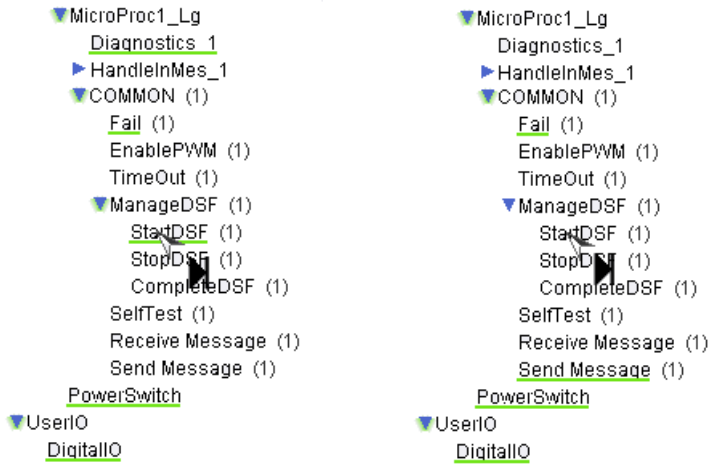 MicroProc1_Lg
Diagnostics_1
HandleInMes_1
COMMON (1)
Fail (1)
EnablePWM (1)
TimeOut (1)
ManageDSF (1)
StartDSF (1)
StopDSF (1)
CompleteDSF (1)
SelfTest (1)
Receive Message (1)
Send Message (1)
PowerSwitch
UserIO
DigitalIO
MicroProc1_Lg
Diagnostics_1
HandleInMes_1
COMMON (1)
Fail (1)
EnablePWM (1)
TimeOut (1)
ManageDSF (1)
StartDSF (1)
StopDSF (1)
CompleteDSF (1)
SelfTest (1)
Receive Message (1)
Send Message (1)
PowerSwitch
UserIO
DigitalIO